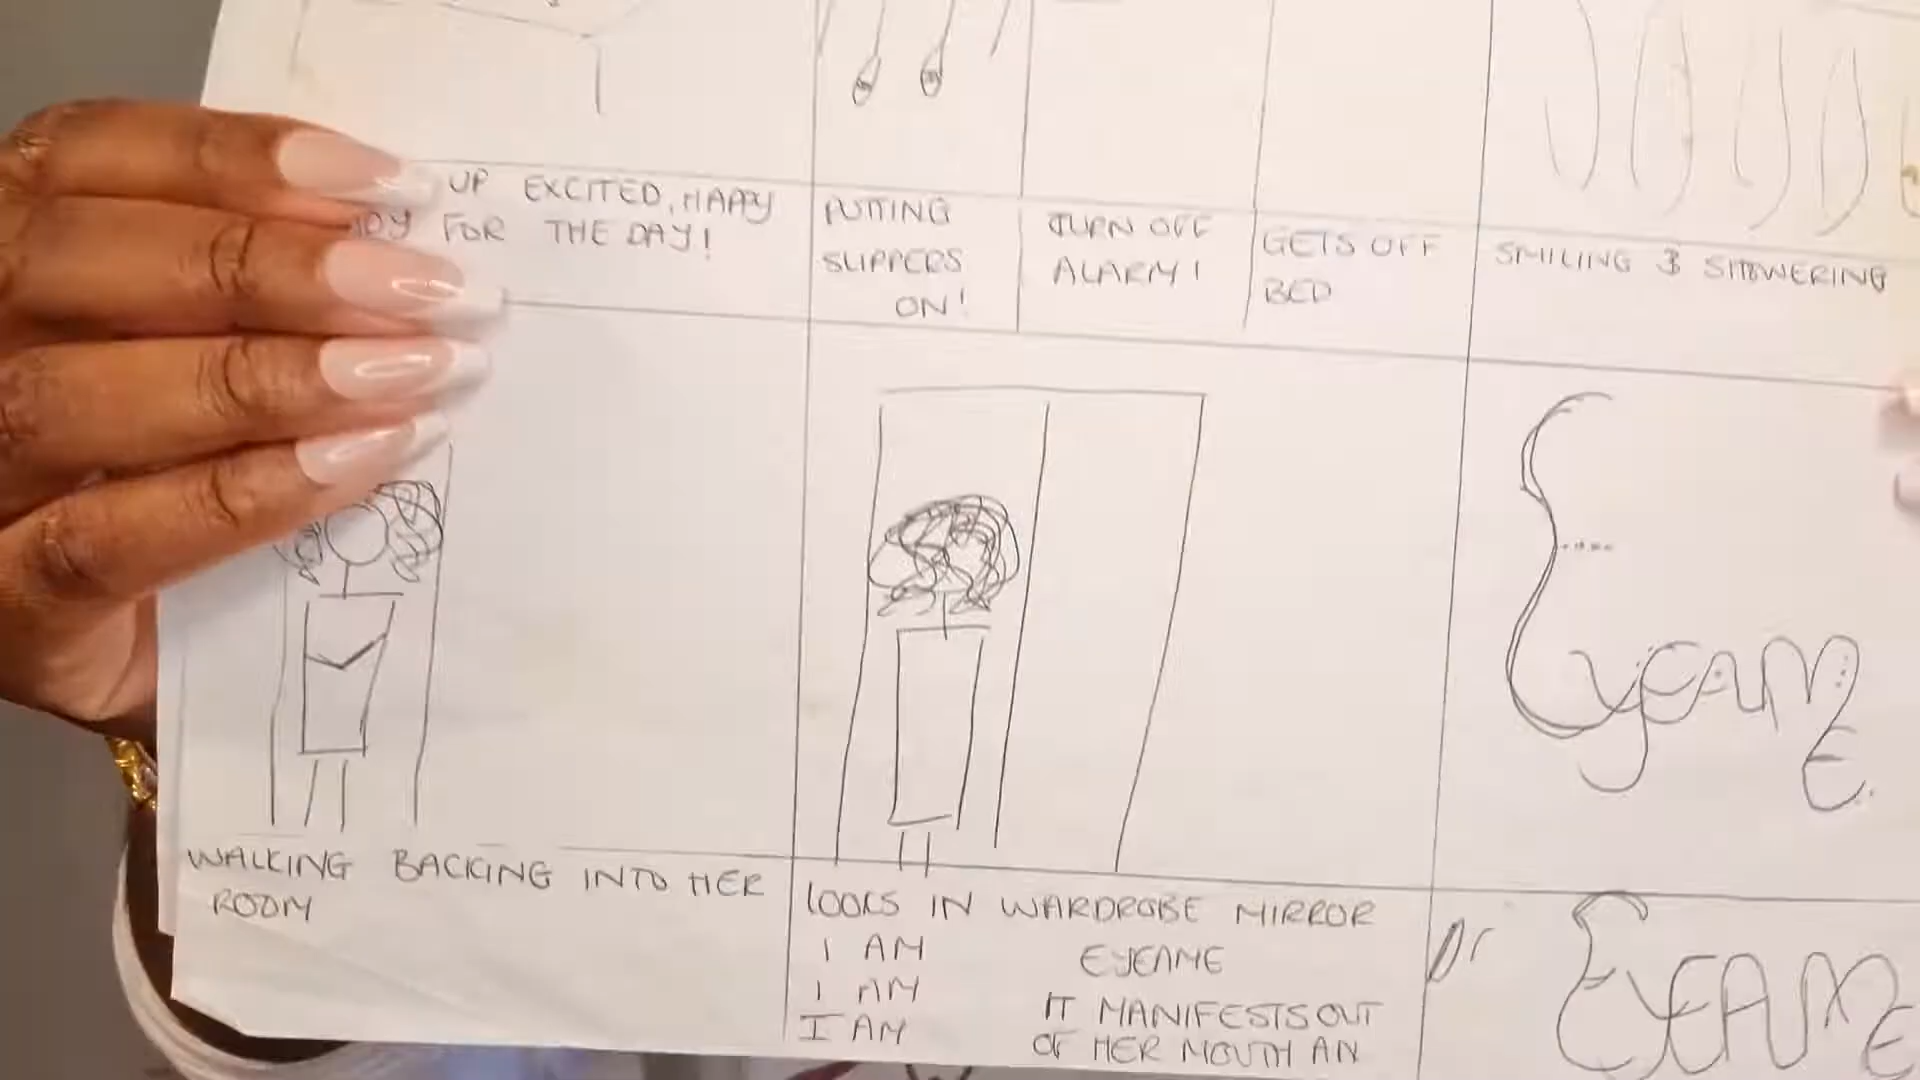 UP EXCITED, HAPPY
FOR THE DAY!
PUTTING
SLIPPERS
ON!
TURN OFF
ALARM!
GETS OFF
BED
SMILING & SHOWERING
WALKING BACKING INTO HER
ROOM
LOOKS IN WARDROBE MIRROR
I AM
I AM
I AM
EYEAME
IT MANIFESTS OUT
OF HER MOUTH AN
EYEAME
Or
EYEAME